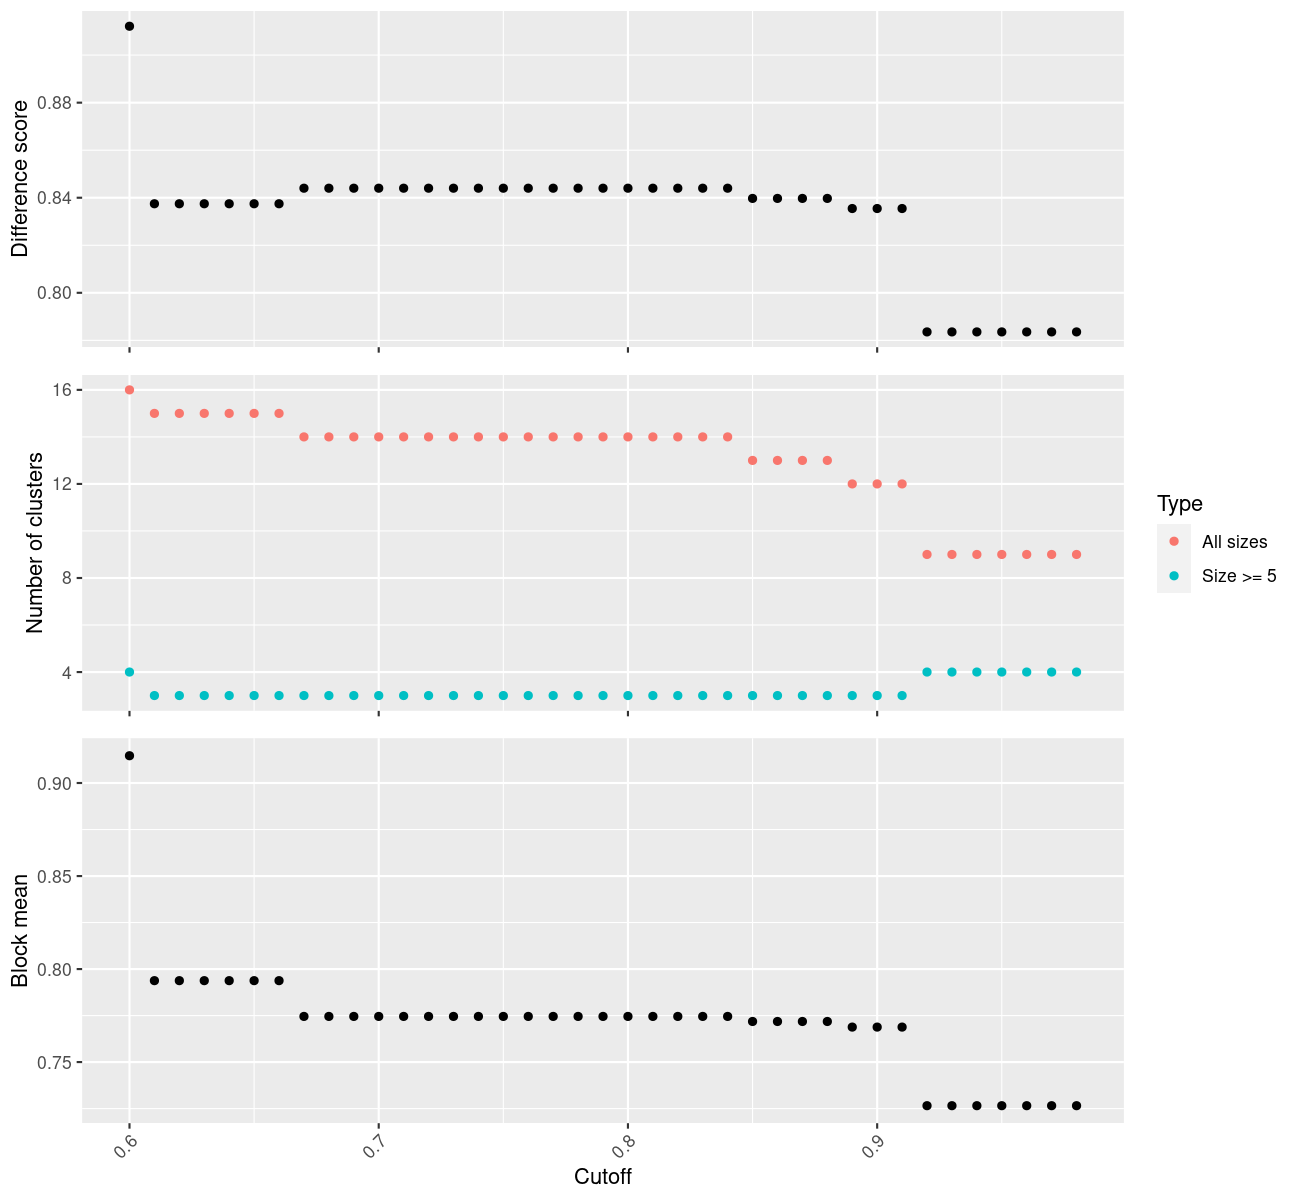 Difference score
0.88
0.84
0.80
Number of clusters
16
12
8
4
Type
All sizes
Size >= 5
Block mean
0.90
0.85
0.80
0.75
0.6
0.7
0.8
0.9
Cutoff